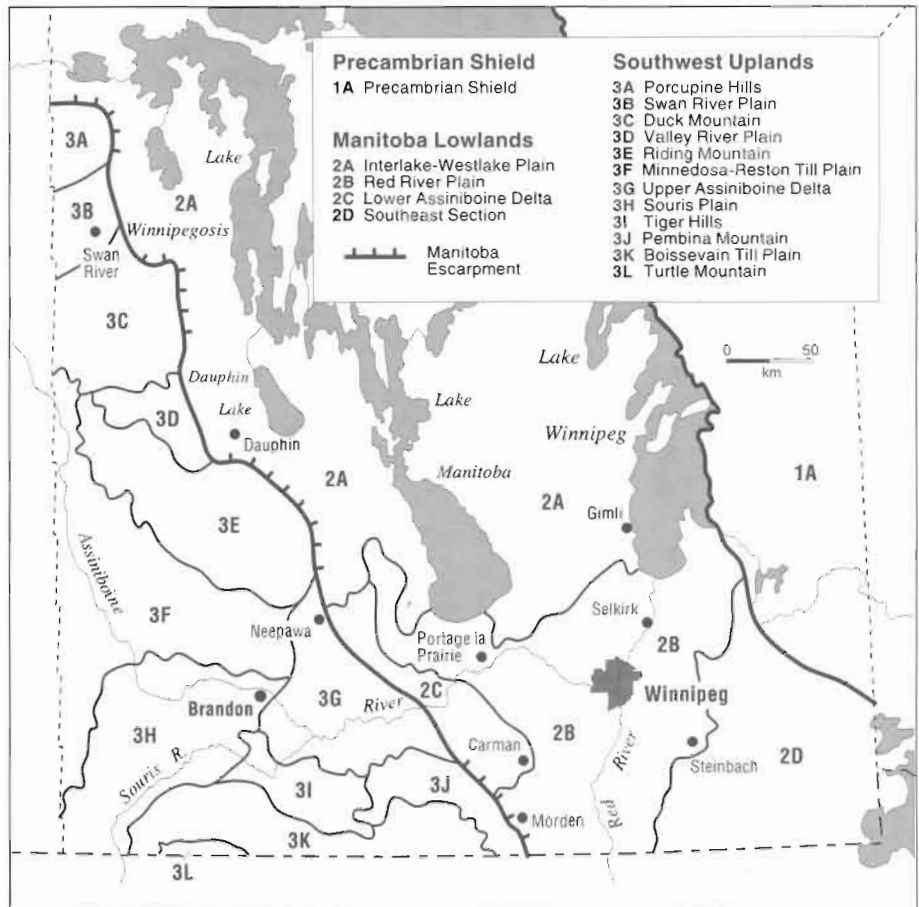 Precambrian Shield
1A Precambrian Shield
Manitoba Lowlands
2A Interlake-Westlake Plain
2B Red River Plain
2C Lower Assiniboine Delta
2D Southeast Section
Manitoba
Escarpment
Southwest Uplands
3A Porcupine Hills
3B Swan River Plain
3C Duck Mountain
3D Valley River Plain
3E Riding Mountain
3F Minnedosa-Reston Till Plain
3G Upper Assiniboine Delta
3H Souris Plain
3I Tiger Hills
3J Pembina Mountain
3K Boissevain Till Plain
3L Turtle Mountain
3A
Lake
2A
3B
Winnipegosis
Swan
River
3C
Lake
0 50
km
Dauphin
Lake
Lake
3D
Dauphin
Winnipeg
2A
Manitoba
1A
2A
Gimli
3E
Assiniboine
3F
Selkirk
Neepawa
Portage la
Prairie
2B
2C
Winnipeg
3G
River
Brandon
3H
2B
Carman
River
Steinbach
2D
Souris R.
3I
3J
Red
Morden
3K
3L